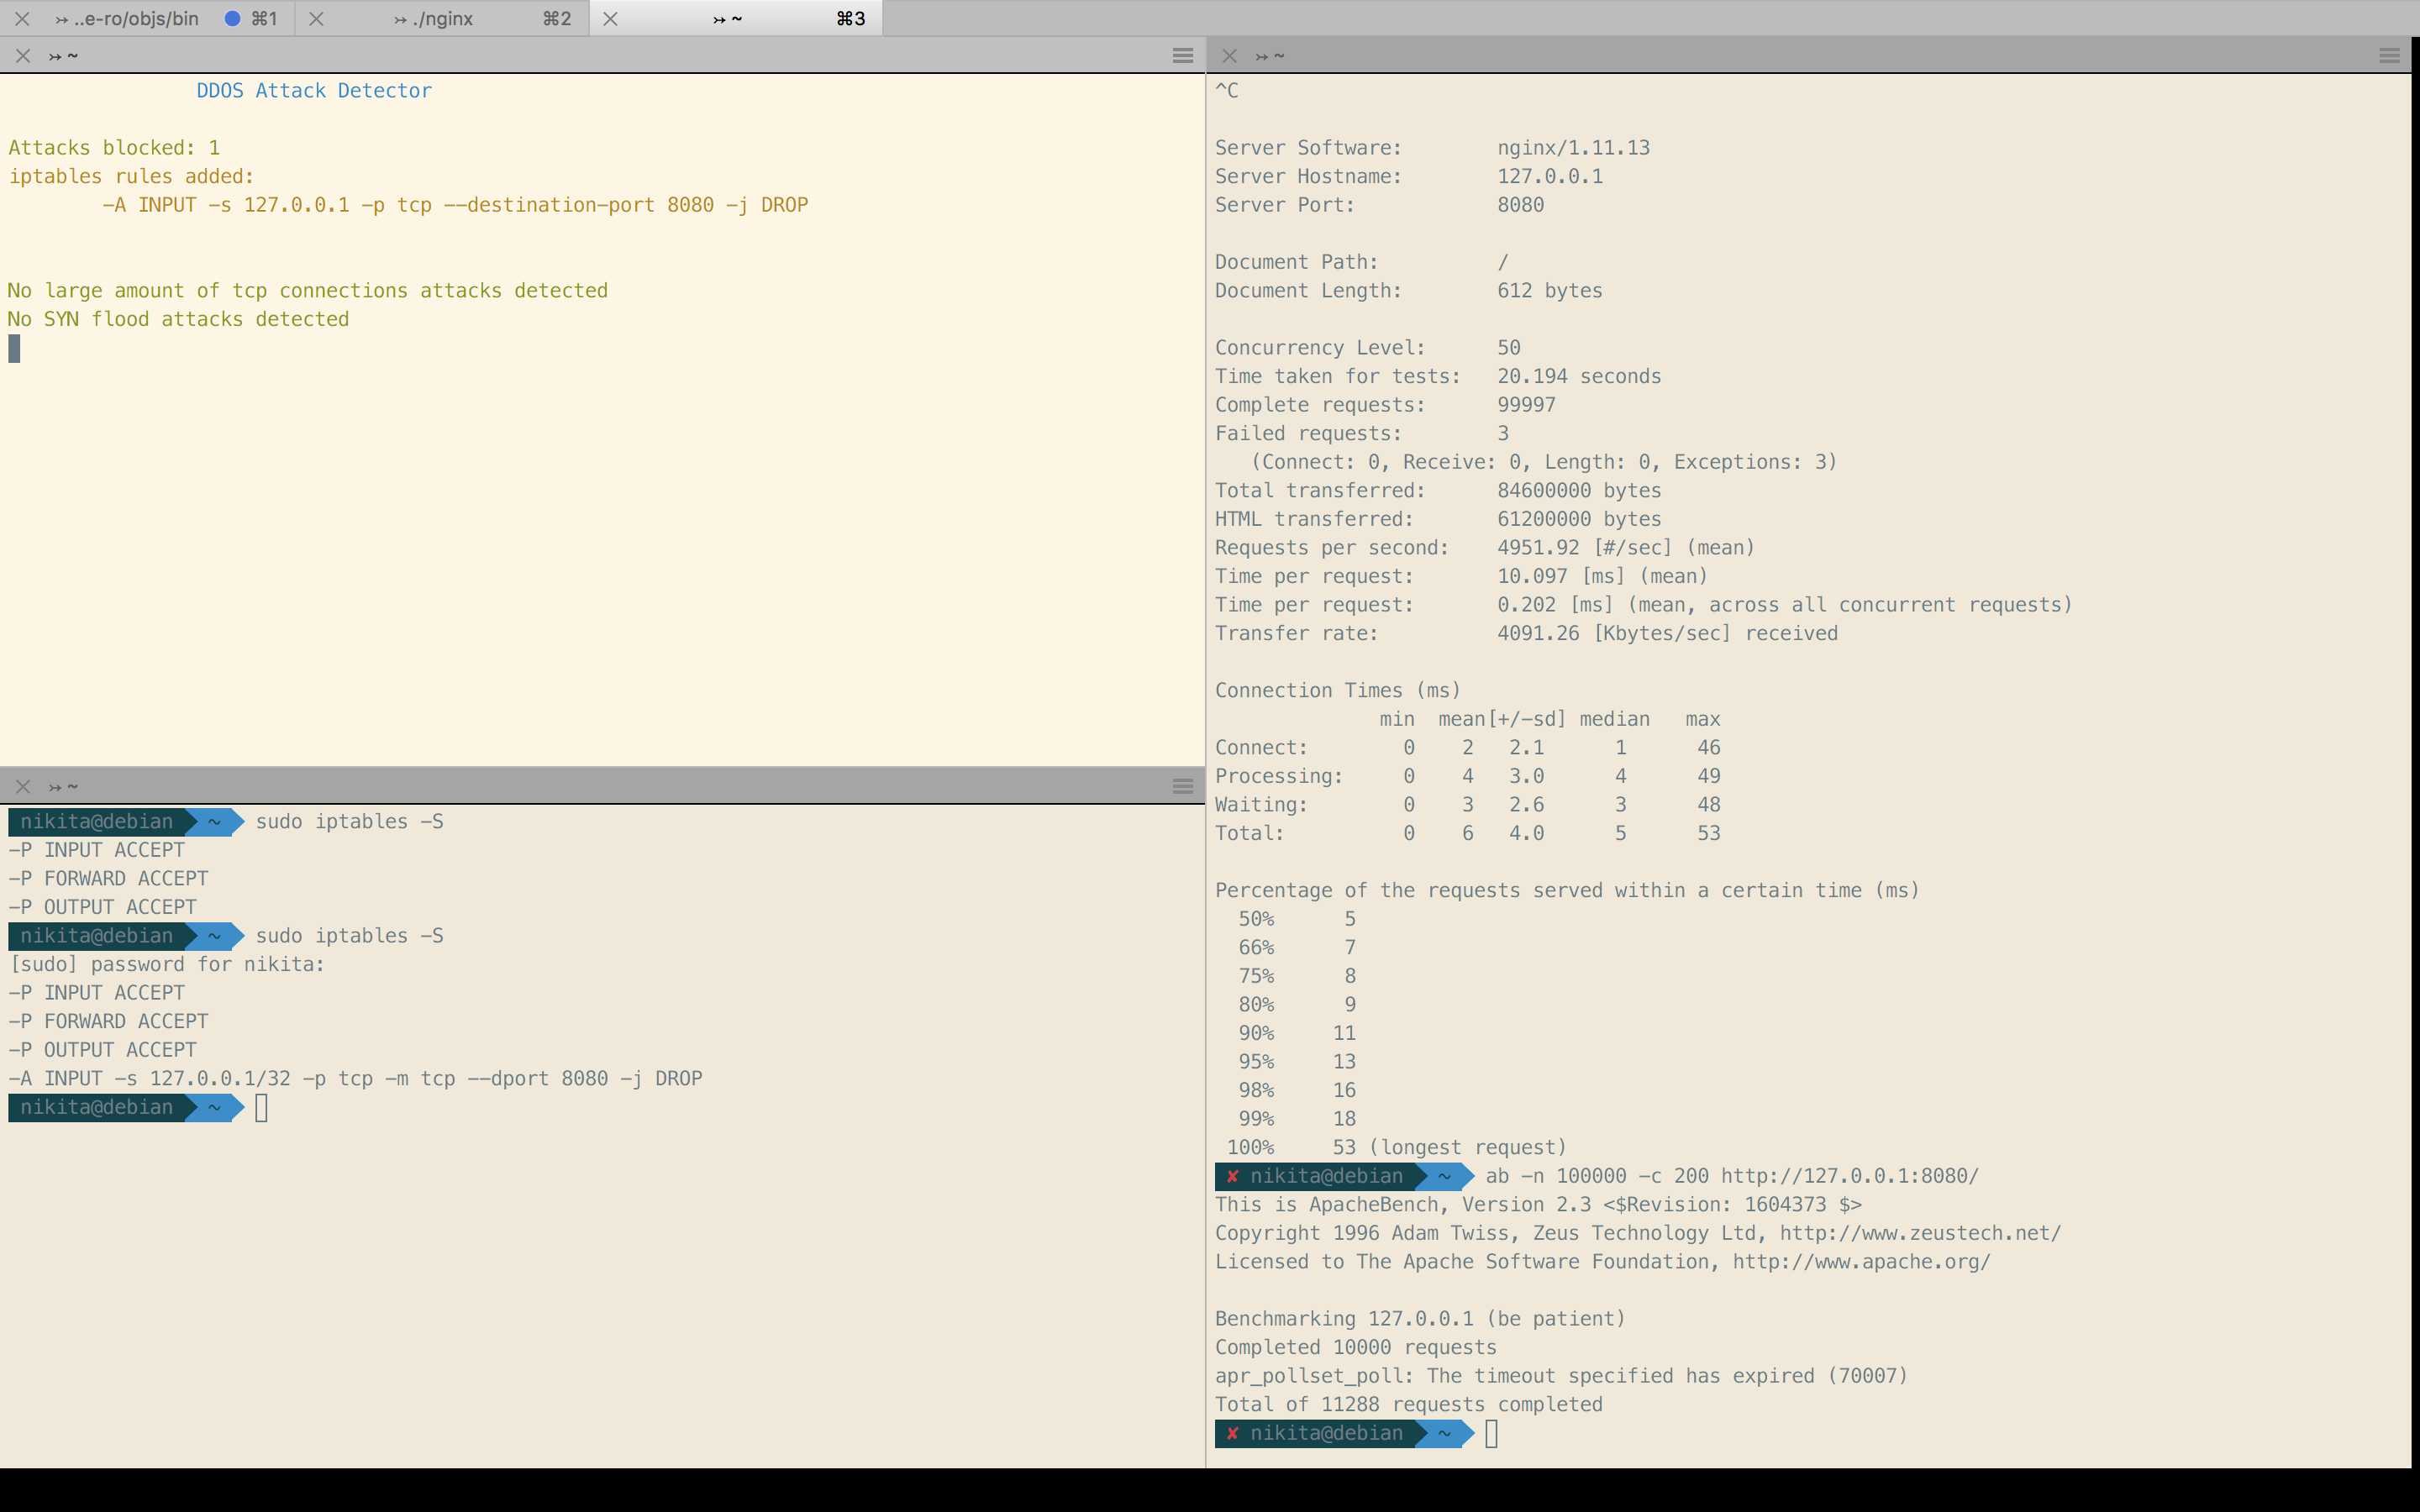 ..e-ro/objs/bin ⌘1 ./nginx ⌘2 ~ ⌘3
~
DDOS Attack Detector
Attacks blocked: 1
iptables rules added:
-A INPUT -s 127.0.0.1 -p tcp --destination-port 8080 -j DROP
No large amount of tcp connections attacks detected
No SYN flood attacks detected
~
nikita@debian ~ sudo iptables -S
-P INPUT ACCEPT
-P FORWARD ACCEPT
-P OUTPUT ACCEPT
nikita@debian ~ sudo iptables -S
[sudo] password for nikita:
-P INPUT ACCEPT
-P FORWARD ACCEPT
-P OUTPUT ACCEPT
-A INPUT -s 127.0.0.1/32 -p tcp -m tcp --dport 8080 -j DROP
nikita@debian ~
~
^C
Server Software: nginx/1.11.13
Server Hostname: 127.0.0.1
Server Port: 8080
Document Path: /
Document Length: 612 bytes
Concurrency Level: 50
Time taken for tests: 20.194 seconds
Complete requests: 99997
Failed requests: 3
(Connect: 0, Receive: 0, Length: 0, Exceptions: 3)
Total transferred: 84600000 bytes
HTML transferred: 61200000 bytes
Requests per second: 4951.92 [#/sec] (mean)
Time per request: 10.097 [ms] (mean)
Time per request: 0.202 [ms] (mean, across all concurrent requests)
Transfer rate: 4091.26 [Kbytes/sec] received
Connection Times (ms)
min mean[+/-sd] median max
Connect: 0 2 2.1 1 46
Processing: 0 4 3.0 4 49
Waiting: 0 3 2.6 3 48
Total: 0 6 4.0 5 53
Percentage of the requests served within a certain time (ms)
50% 5
66% 7
75% 8
80% 9
90% 11
95% 13
98% 16
99% 18
100% 53 (longest request)
✘ nikita@debian ~ ab -n 100000 -c 200 http://127.0.0.1:8080/
This is ApacheBench, Version 2.3 <$Revision: 1604373 $>
Copyright 1996 Adam Twiss, Zeus Technology Ltd, http://www.zeustech.net/
Licensed to The Apache Software Foundation, http://www.apache.org/
Benchmarking 127.0.0.1 (be patient)
Completed 10000 requests
apr_pollset_poll: The timeout specified has expired (70007)
Total of 11288 requests completed
✘ nikita@debian ~